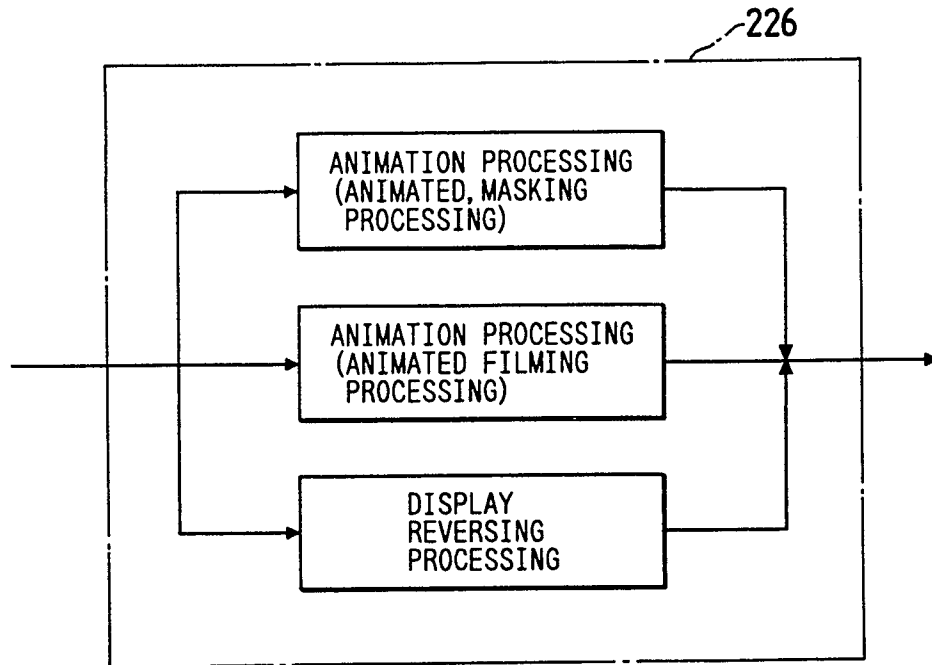 226
ANIMATION PROCESSING
(ANIMATED, MASKING
PROCESSING)
ANIMATION PROCESSING
(ANIMATED FILMING
PROCESSING)
DISPLAY
REVERSING
PROCESSING